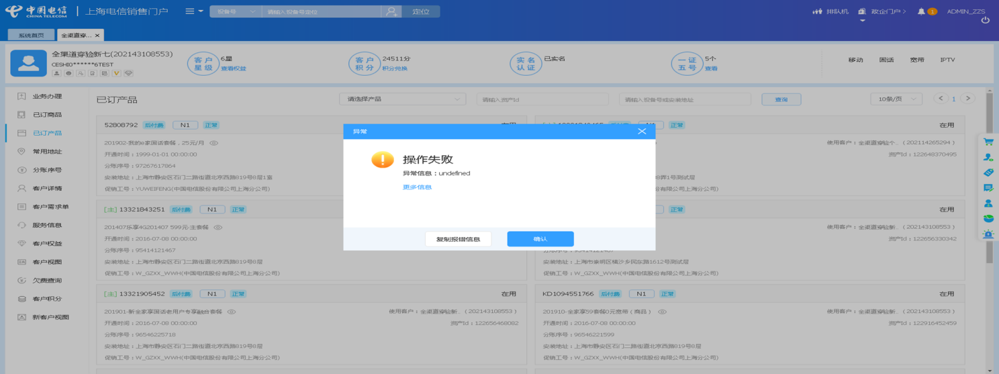 中国电信
CHINA TELECOM
上海电信销售门户
设备号
请输入设备号定位
定位
排队机
政企门户 >
1
ADMIN_ZZS
系统首页
全渠道穿... ×
全渠道穿验新七(202143108553)
CESHI0******6TEST
客户星级
6星
查看权益
客户积分
24511分
积分兑换
实名认证
已实名
一证五号
5个
查看
移动 固话 宽带 IPTV
业务办理
已订商品
已订产品
常用地址
分账序号
客户详情
客户需求单
服务信息
客户权益
客户视图
欠费查询
客户积分
新客户视图
已订产品
请选择产品
请输入资产Id
请输入设备号或安装地址
查询
10条/页
< 1 >
52808792 后付费 N1 正常
201902-我的e家固话套餐，25元/月
开通时间：1999-01-01 00:00:00
分账序号：97267617864
安装地址：上海市静安区石门二路街道北京西路819号8层1室
促销工号：YUWEIFENG(中国电信股份有限公司上海分公司)
正常 在用
使用客户：全渠道穿验个.. （202114265294）
资产Id：122648370495
8弄1号测试层
份有限公司上海分公司)
异常
操作失败
异常信息：undefined
更多信息
复制报错信息
确认
[主] 13321843251 后付费 N1 正常
201407乐享4G201407 599元-主套餐
开通时间：2016-07-08 00:00:00
分账序号：95414121467
安装地址：上海市静安区石门二路街道北京西路819号8层
促销工号：W_GZXX_WWH(中国电信股份有限公司上海分公司)
正常 在用
使用客户：全渠道穿验新.. （202143108553）
资产Id：122656330342
安装地址：上海市崇明区横沙乡民东路1612号测试层
促销工号：W_GZXX_WWH(中国电信股份有限公司上海分公司)
[主] 13321905452 后付费 N1 正常 在用
201901-新全家享固话老用户专享融合套餐
使用客户：全渠道穿验新.. （202143108553）
开通时间：2016-07-08 00:00:00
资产Id：122656468082
分账序号：96546225718
安装地址：上海市静安区石门二路街道北京西路819号8层
促销工号：W_GZXX_WWH(中国电信股份有限公司上海分公司)
KD1094551766 后付费 N1 正常 在用
201910-全家享59套餐0元宽带（商品）
使用客户：全渠道穿验新.. （202143108553）
开通时间：2016-07-08 00:00:00
资产Id：122916452459
分账序号：96546221599
安装地址：上海市静安区石门二路街道北京西路819号8层
促销工号：W_GZXX_WWH(中国电信股份有限公司上海分公司)